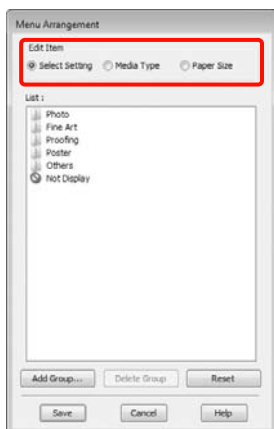 Menu Arrangement
Edit Item
Select Setting Media Type Paper Size
List :
Photo
Fine Art
Proofing
Poster
Others
Not Display
Add Group... Delete Group Reset
Save Cancel Help